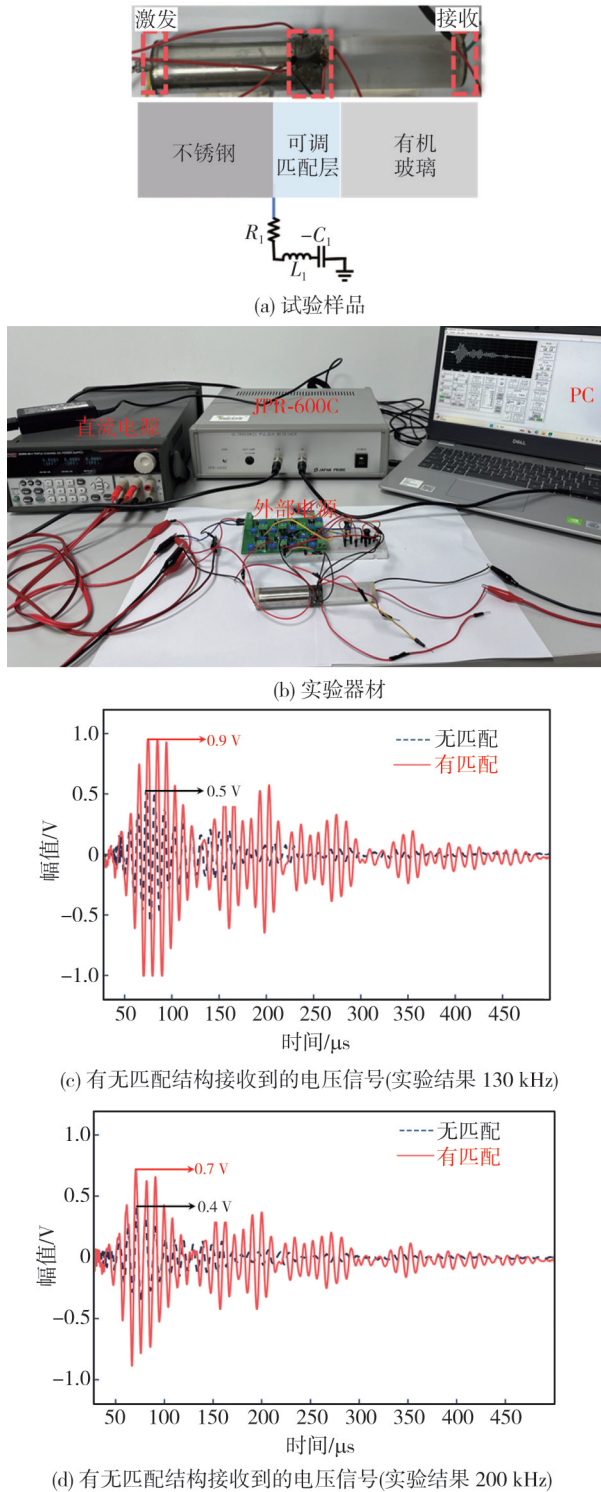 激发
接收
不锈钢
可调
匹配层
有机
玻璃
R1
-C1
L1
(a) 试验样品
直流电源
JPR-600C
PC
外部电源
DELL
(b) 实验器材
1.0
0.9 V
无匹配
有匹配
0.5
0.5 V
幅值/V
0
-0.5
-1.0
50 100 150 200 250 300 350 400 450
时间/μs
(c) 有无匹配结构接收到的电压信号(实验结果 130 kHz)
1.0
无匹配
有匹配
0.7 V
0.5
0.4 V
幅值/V
0
-0.5
-1.0
50 100 150 200 250 300 350 400 450
时间/μs
(d) 有无匹配结构接收到的电压信号(实验结果 200 kHz)